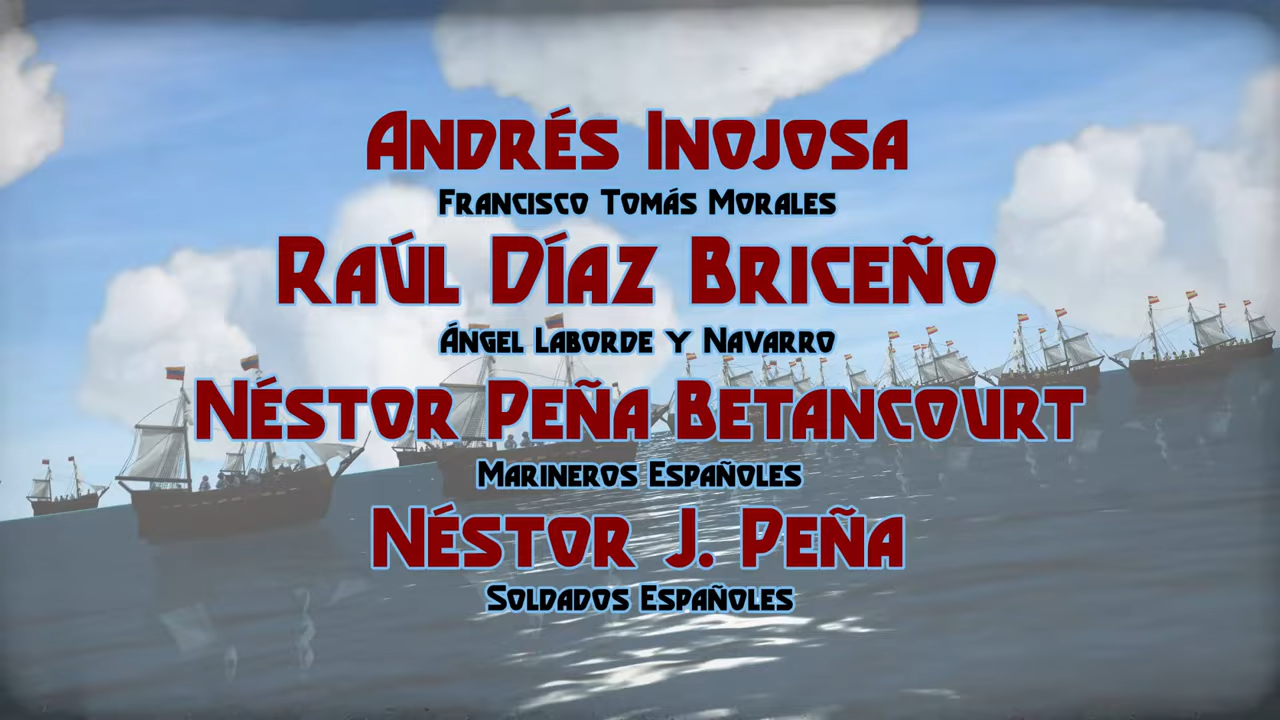 Andrés Inojosa
Francisco Tomás Morales
Raúl Díaz Briceño
Ángel Laborde y Navarro
Néstor Peña Betancourt
Marineros Españoles
Néstor J. Peña
Soldados Españoles